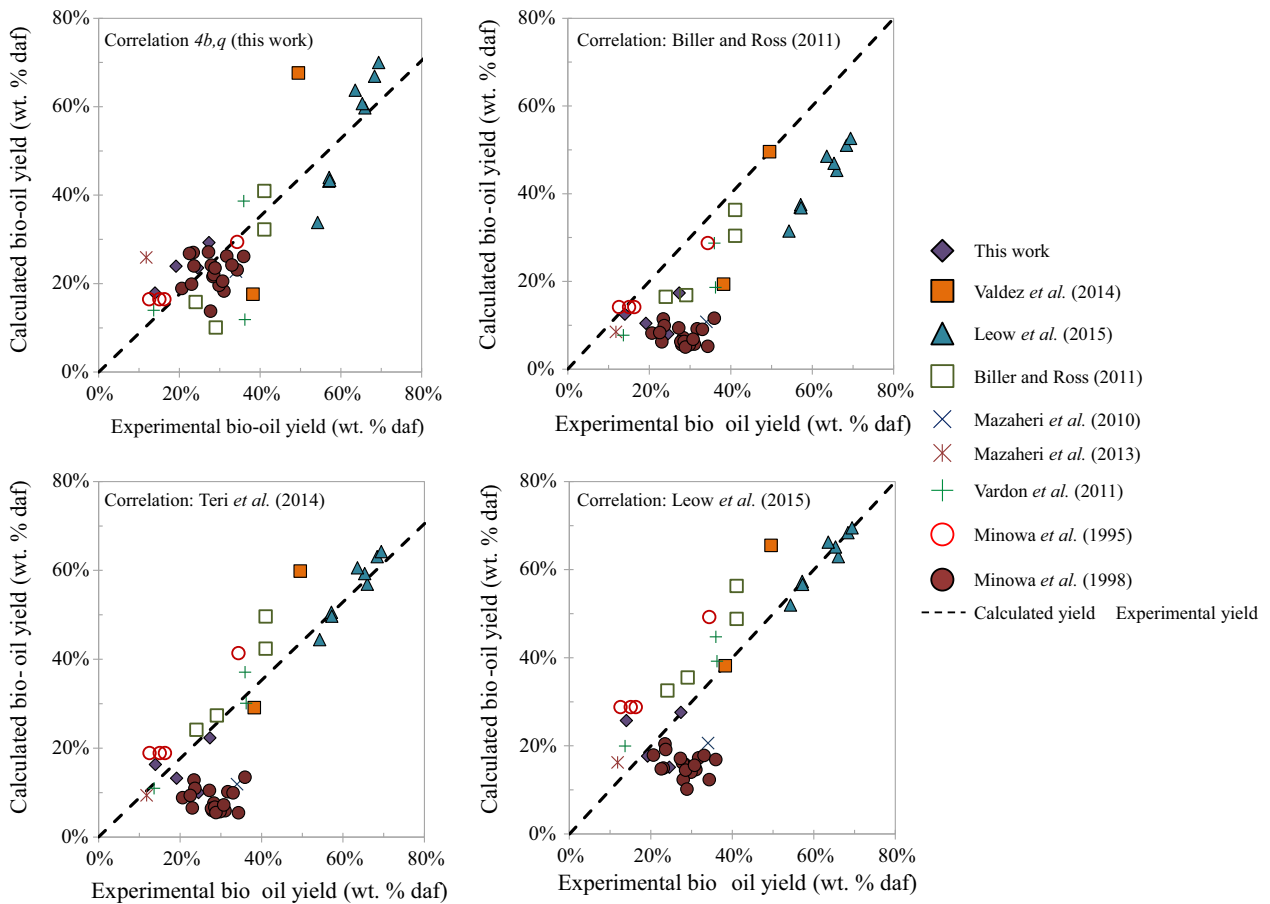 Correlation 4b,q (this work)
80%
60%
40%
20%
0%
0%
20%
40%
60%
80%
Calculated bio-oil yield (wt. % daf)
Experimental bio-oil yield (wt. % daf)
Correlation: Biller and Ross (2011)
80%
60%
40%
20%
0%
0%
20%
40%
60%
80%
Calculated bio-oil yield (wt. % daf)
Experimental bio oil yield (wt. % daf)
Correlation: Teri et al. (2014)
80%
60%
40%
20%
0%
0%
20%
40%
60%
80%
Calculated bio- oil yield (wt. % daf)
Experimental bio oil yield (wt. % daf)
Correlation: Leow et al. (2015)
80%
60%
40%
20%
0%
0%
20%
40%
60%
80%
Calculated bio- oil yield (wt. % daf)
Experimental bio oil yield (wt. % daf)
This work
Valdez et al. (2014)
Leow et al. (2015)
Biller and Ross (2011)
Mazaheri et al. (2010)
Mazaheri et al. (2013)
Vardon et al. (2011)
Minowa et al. (1995)
Minowa et al. (1998)
Calculated yield Experimental yield